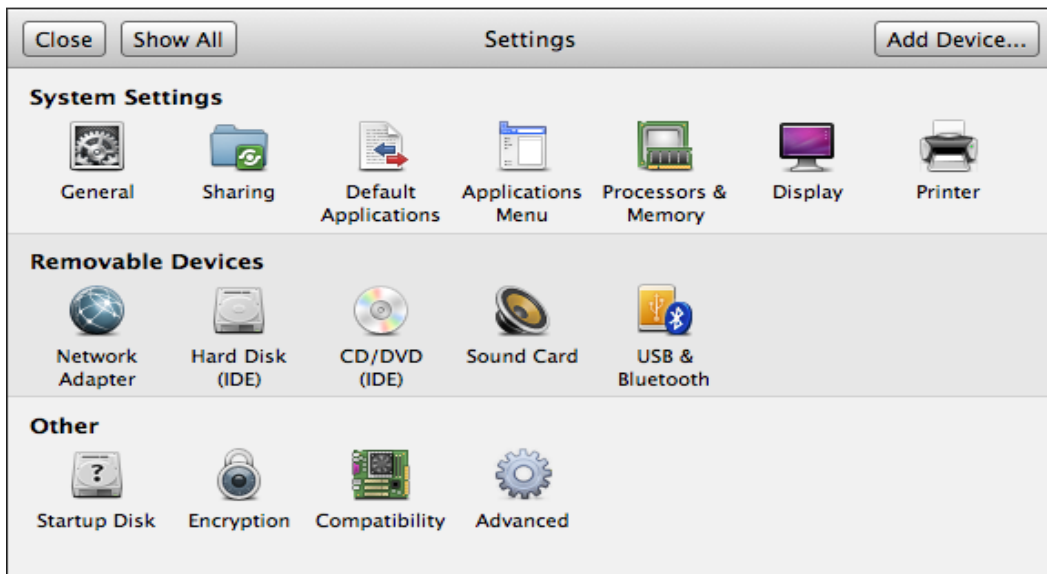 Close Show All Settings Add Device...
System Settings
General Sharing Default Applications Applications Menu Processors & Memory Display Printer
Removable Devices
Network Adapter Hard Disk (IDE) CD/DVD (IDE) Sound Card USB & Bluetooth
Other
?
Startup Disk Encryption Compatibility Advanced